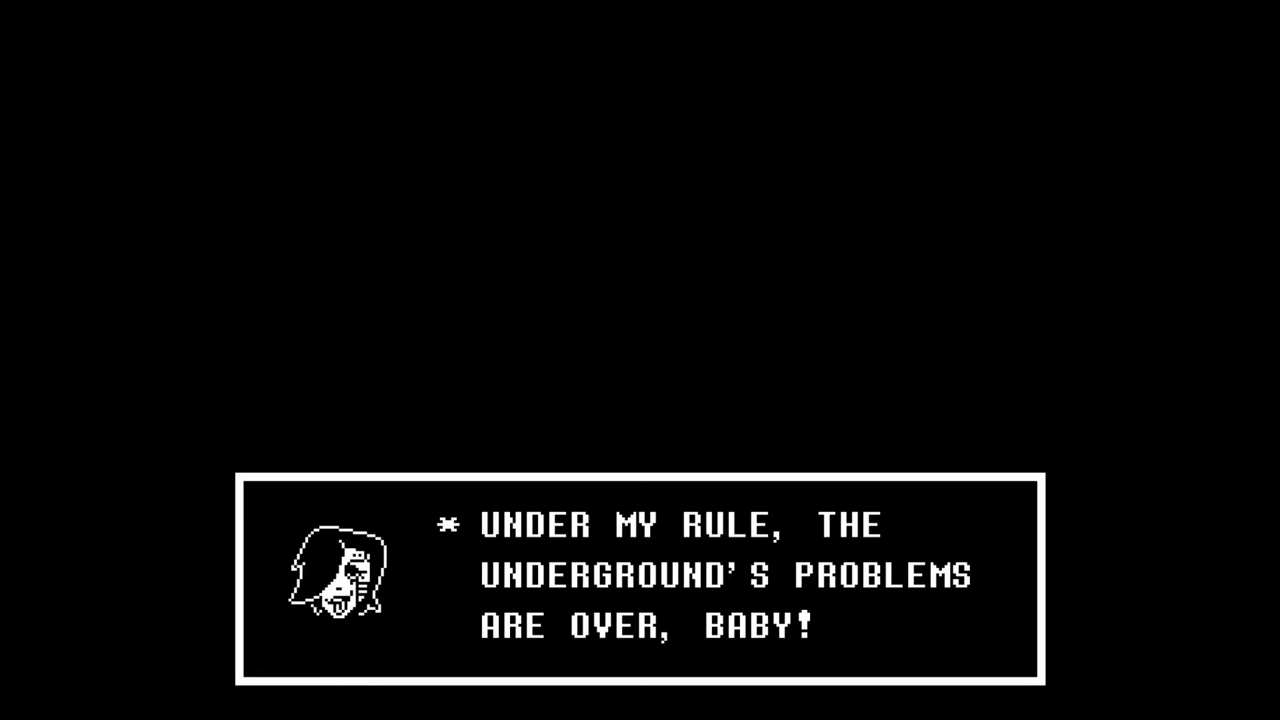 * UNDER MY RULE, THE
UNDERGROUND'S PROBLEMS
ARE OVER, BABY!